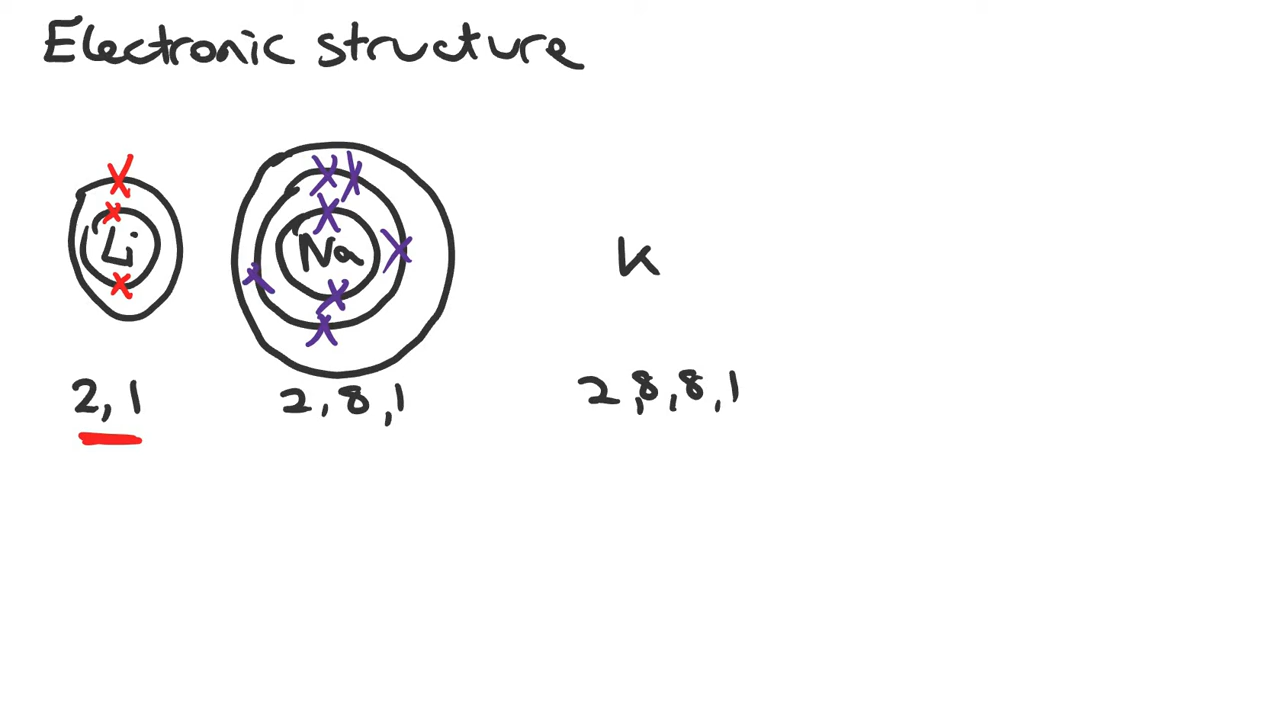 Electronic structure
Li Na K
2, 1 2, 8, 1 2, 8, 8, 1